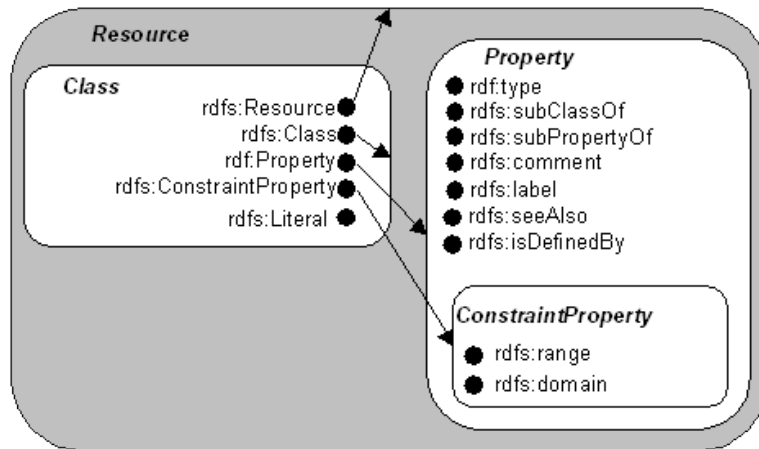 Resource
Class
rdfs:Resource
rdfs:Class
rdf:Property
rdfs:ConstraintProperty
rdfs:Literal
Property
rdf:type
rdfs:subClassOf
rdfs:subPropertyOf
rdfs:comment
rdfs:label
rdfs:seeAlso
rdfs:isDefinedBy
ConstraintProperty
rdfs:range
rdfs:domain